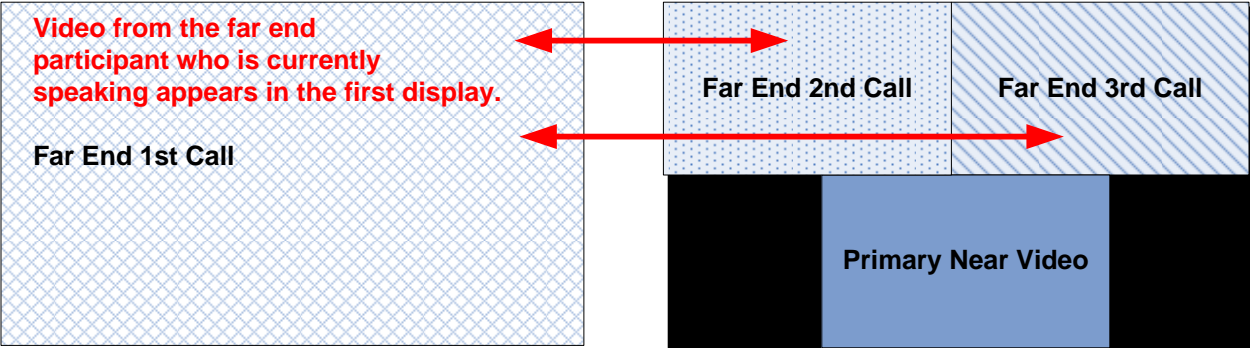 Video from the far end
participant who is currently
speaking appears in the first display.
Far End 1st Call
Far End 2nd Call
Far End 3rd Call
Primary Near Video